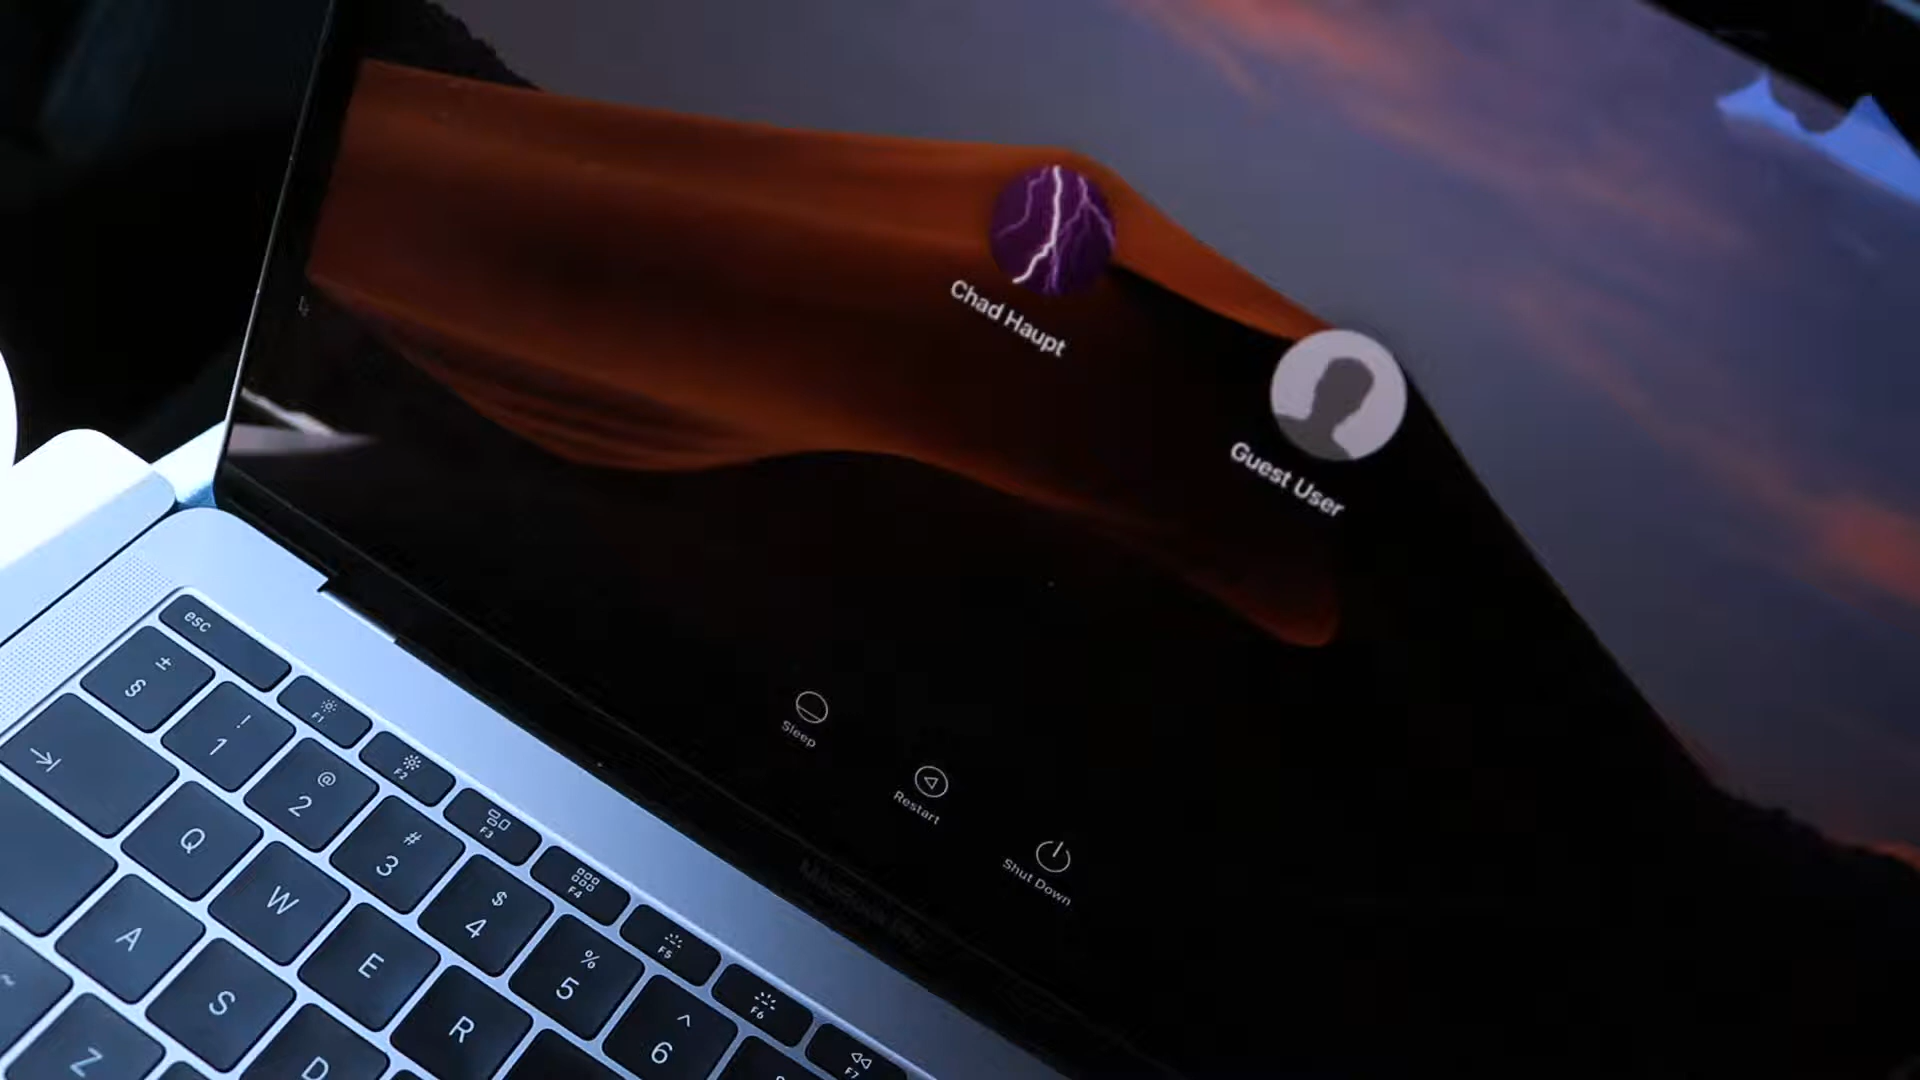 Chad Haupt
Guest User
Sleep
Restart
Shut Down
esc
±
§
!
1
@
2
#
3
$
4
%
5
^
6
F1
F2
F3
F4
F5
F6
F7
Q
W
E
R
A
S
D
~
Z